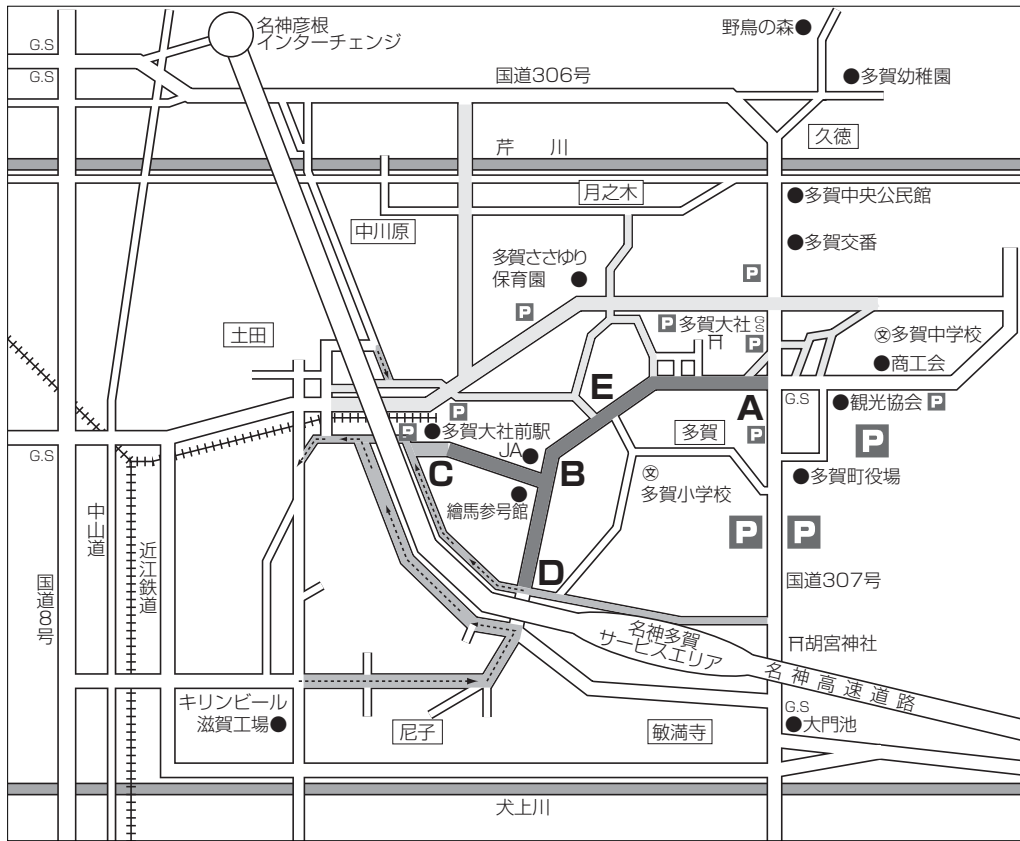 名神彦根
インターチェンジ
野鳥の森
G.S
G.S
国道306号
多賀幼稚園
久徳
芹　川
月之木
多賀中央公民館
中川原
多賀交番
多賀ささゆり
保育園
P
P
土田
P
多賀大社
G.S
P
文
多賀中学校
商工会
E
A
G.S
観光協会
P
P
P
多賀大社前駅
多賀
P
P
JA
G.S
C
B
文
多賀小学校
多賀町役場
繪馬参号館
中山道
近江鉄道
国道8号
P
P
D
国道307号
名神多賀
サービスエリア
胡宮神社
名神高速道路
キリンビール
滋賀工場
G.S
大門池
尼子
敏満寺
犬上川